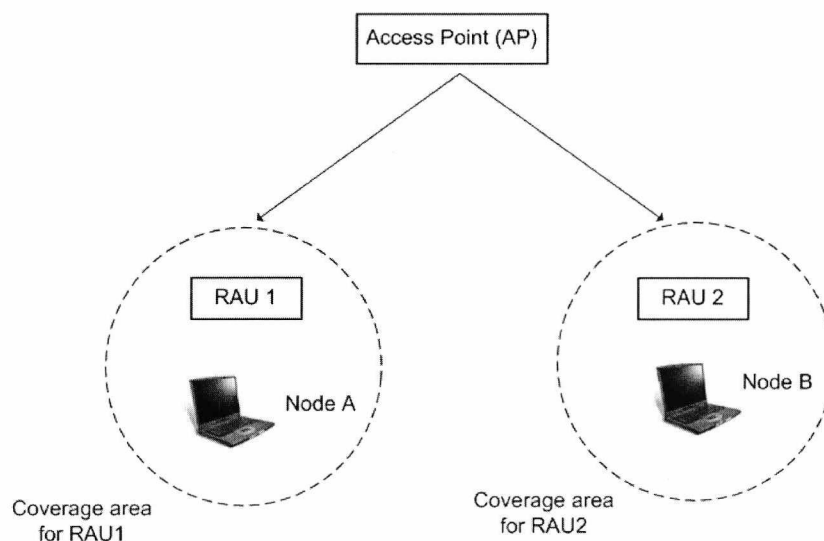 Access Point (AP)
RAU 1
RAU 2
Node A
Node B
Coverage area
for RAU1
Coverage area
for RAU2